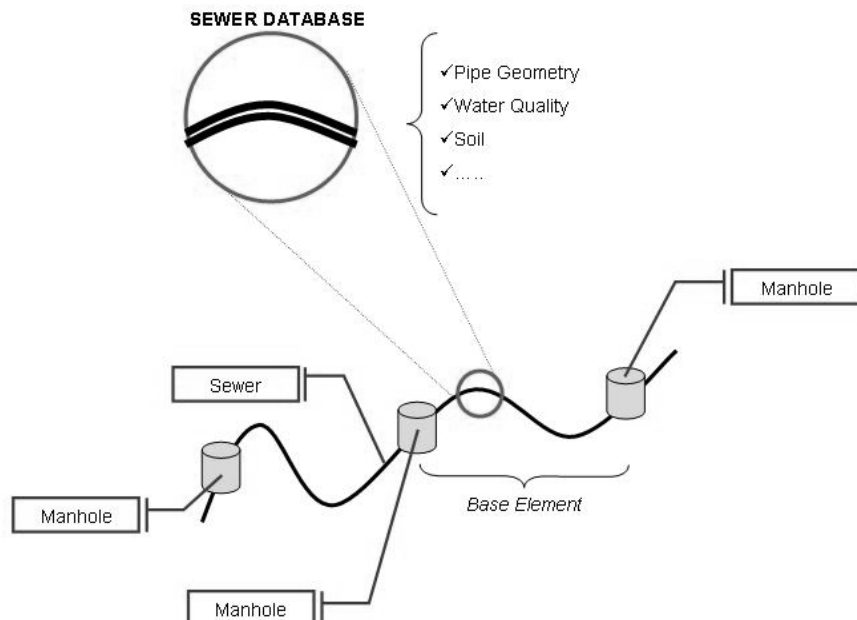 SEWER DATABASE
✓Pipe Geometry
✓Water Quality
✓Soil
✓…..
Manhole
Sewer
Base Element
Manhole
Manhole